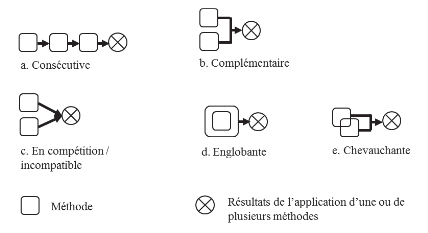 a. Consécutive
b. Complémentaire
c. En compétition /
incompatible
d. Englobante
e. Chevauchante
Méthode
Résultats de l'application d'une ou de
plusieurs méthodes